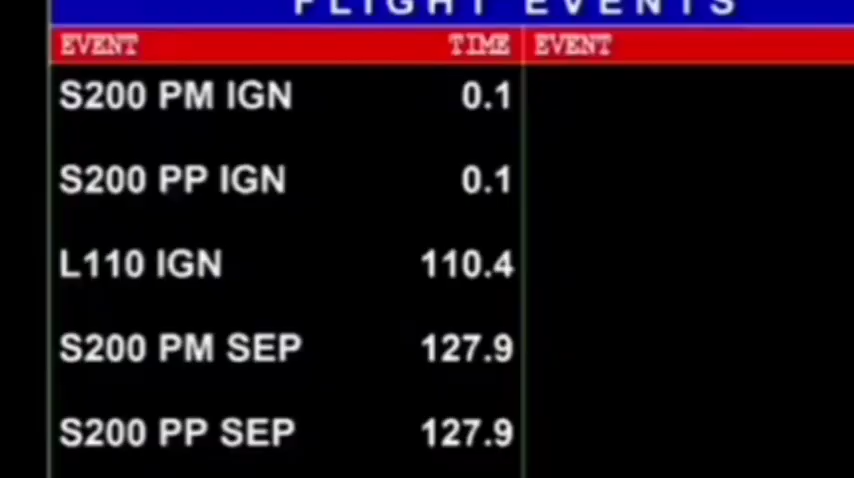 FLIGHT EVENTS
EVENT TIME EVENT
S200 PM IGN 0.1
S200 PP IGN 0.1
L110 IGN 110.4
S200 PM SEP 127.9
S200 PP SEP 127.9